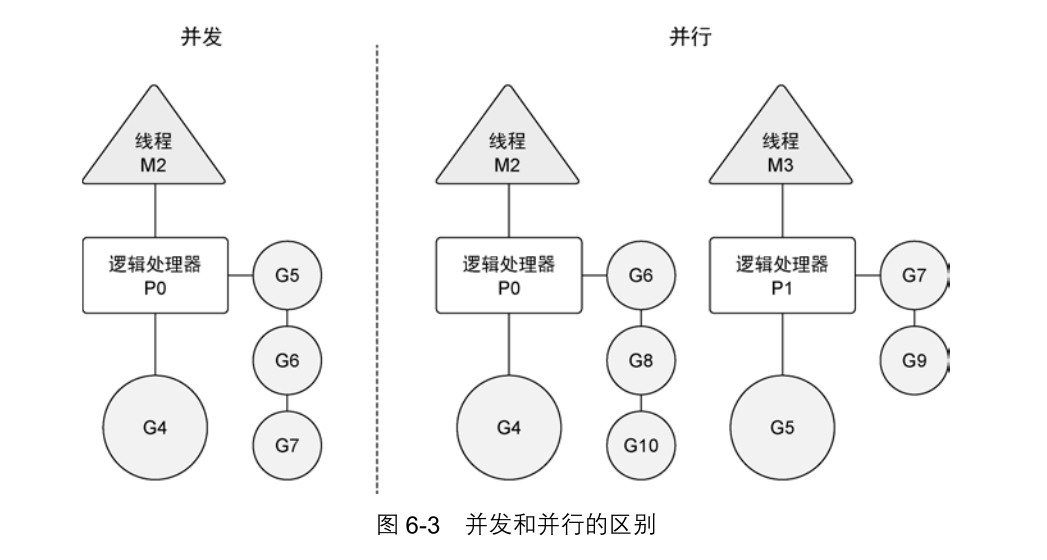 并发
并行
线程
M2
逻辑处理器
P0
G5
G6
G7
G4
线程
M2
逻辑处理器
P0
G6
G8
G10
G4
线程
M3
逻辑处理器
P1
G7
G9
G5
图 6-3 并发和并行的区别